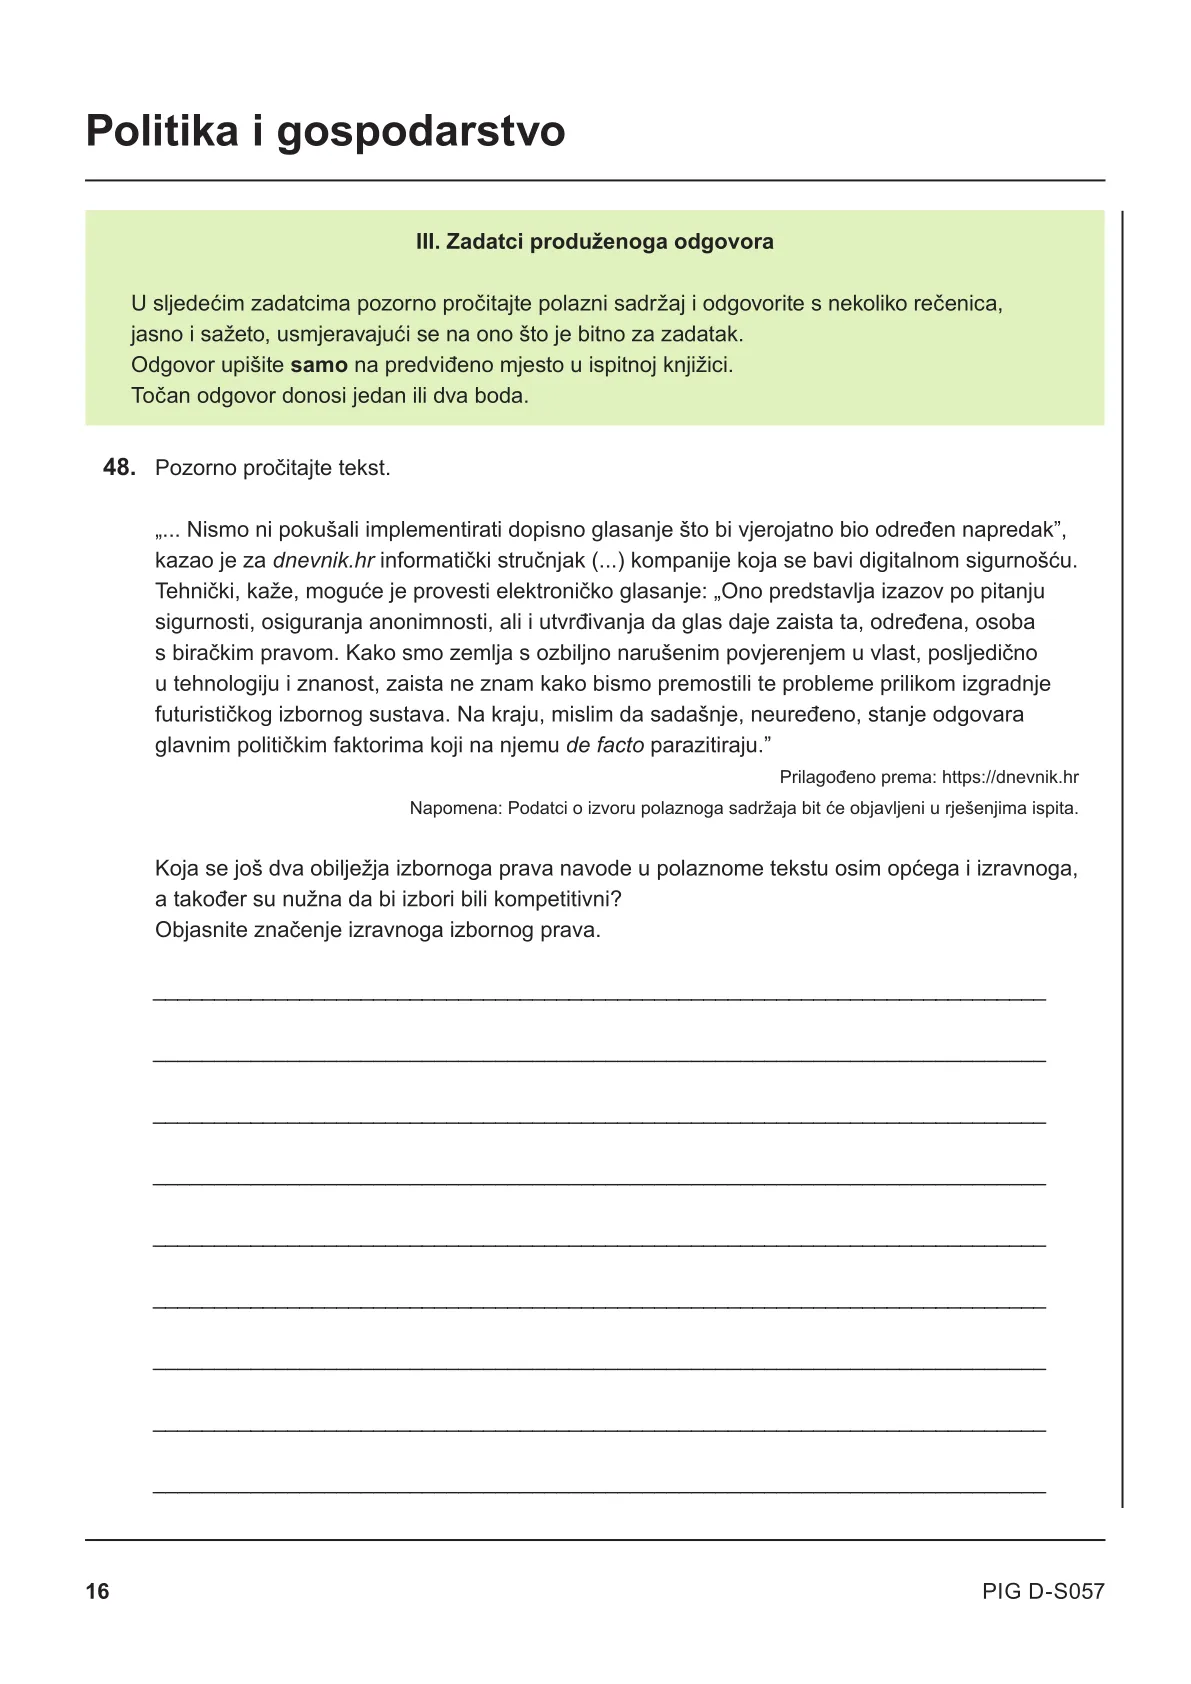 Politika i gospodarstvo
III. Zadatci produženoga odgovora
U sljedećim zadatcima pozorno pročitajte polazni sadržaj i odgovorite s nekoliko rečenica,
jasno i sažeto, usmjeravajući se na ono što je bitno za zadatak.
Odgovor upišite samo na predviđeno mjesto u ispitnoj knjižici.
Točan odgovor donosi jedan ili dva boda.
48. Pozorno pročitajte tekst.
„... Nismo ni pokušali implementirati dopisno glasanje što bi vjerojatno bio određen napredak”,
kazao je za dnevnik.hr informatički stručnjak (...) kompanije koja se bavi digitalnom sigurnošću.
Tehnički, kaže, moguće je provesti elektroničko glasanje: „Ono predstavlja izazov po pitanju
sigurnosti, osiguranja anonimnosti, ali i utvrđivanja da glas daje zaista ta, određena, osoba
s biračkim pravom. Kako smo zemlja s ozbiljno narušenim povjerenjem u vlast, posljedično
u tehnologiju i znanost, zaista ne znam kako bismo premostili te probleme prilikom izgradnje
futurističkog izbornog sustava. Na kraju, mislim da sadašnje, neuređeno, stanje odgovara
glavnim političkim faktorima koji na njemu de facto parazitiraju.”
Prilagođeno prema: https://dnevnik.hr
Napomena: Podatci o izvoru polaznoga sadržaja bit će objavljeni u rješenjima ispita.
Koja se još dva obilježja izbornoga prava navode u polaznome tekstu osim općega i izravnoga,
a također su nužna da bi izbori bili kompetitivni?
Objasnite značenje izravnoga izbornog prava.
16
PIG D-S057